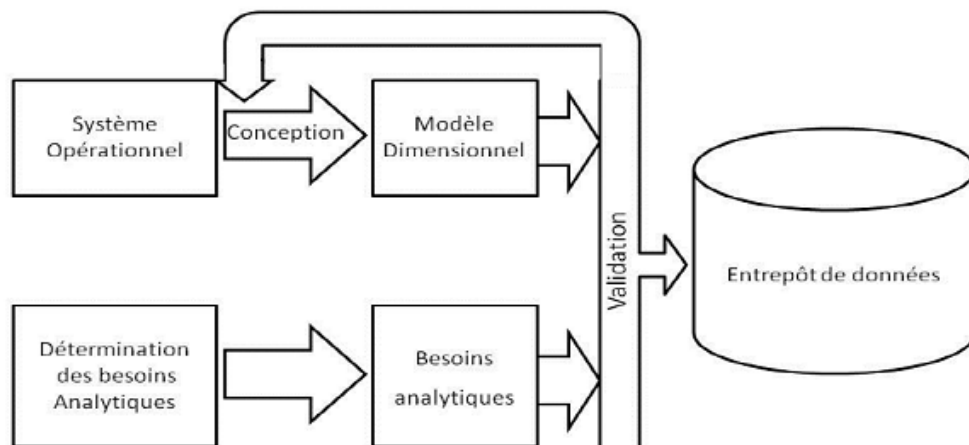 Système
Opérationnel
Conception
Modèle
Dimensionnel
Validation
Entrepôt de données
Détermination
des besoins
Analytiques
Besoins
analytiques